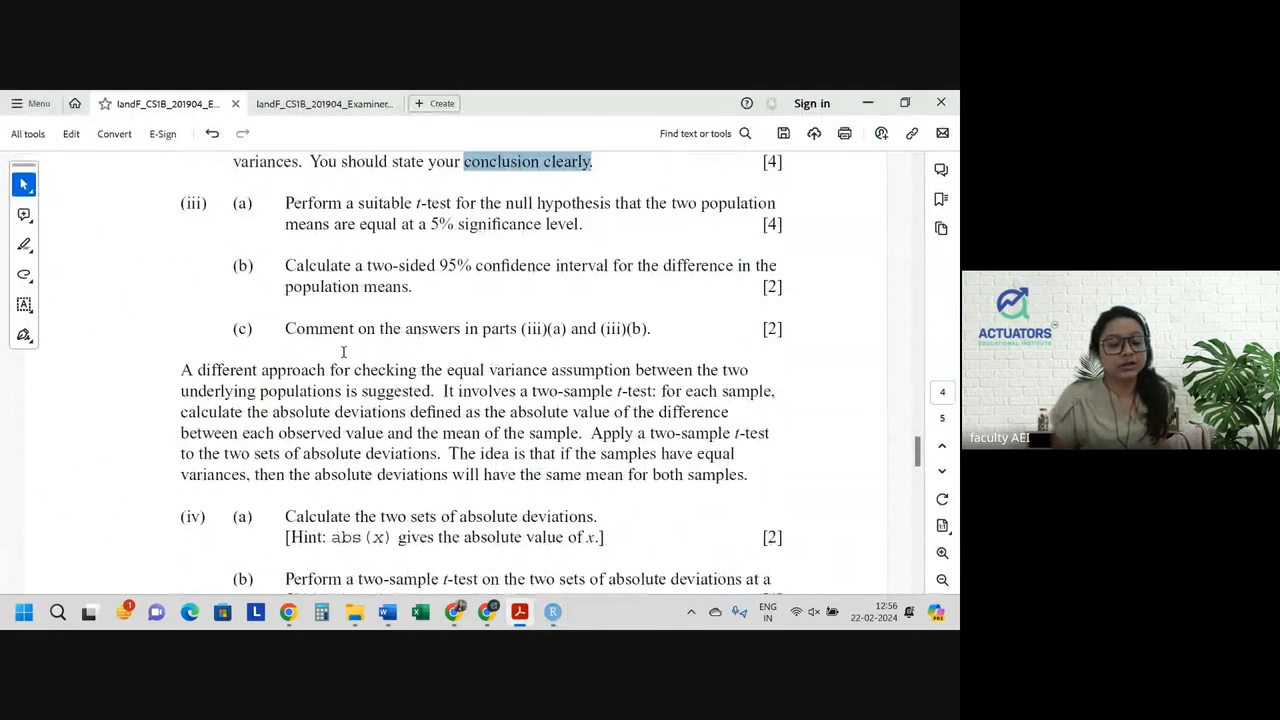 Menu
IandF_CS1B_201904_E...
IandF_CS1B_201904_Examiner...
Create
Sign in
All tools
Edit
Convert
E-Sign
Find text or tools
variances. You should state your conclusion clearly. [4]
(iii) (a) Perform a suitable t-test for the null hypothesis that the two population
means are equal at a 5% significance level. [4]
(b) Calculate a two-sided 95% confidence interval for the difference in the
population means. [2]
(c) Comment on the answers in parts (iii)(a) and (iii)(b). [2]
A different approach for checking the equal variance assumption between the two
underlying populations is suggested. It involves a two-sample t-test: for each sample,
calculate the absolute deviations defined as the absolute value of the difference
between each observed value and the mean of the sample. Apply a two-sample t-test
to the two sets of absolute deviations. The idea is that if the samples have equal
variances, then the absolute deviations will have the same mean for both samples.
(iv) (a) Calculate the two sets of absolute deviations.
[Hint: abs(x) gives the absolute value of x.] [2]
(b) Perform a two-sample t-test on the two sets of absolute deviations at a
4
5
ENG
IN
12:56
22-02-2024
ACTUATORS
EDUCATIONAL INSTITUTE
TM
faculty AEI